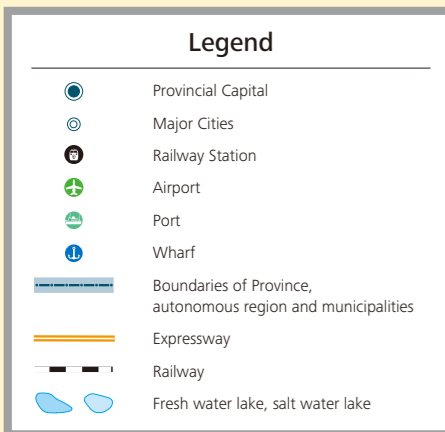 Legend
Provincial Capital
Major Cities
Railway Station
Airport
Port
Wharf
Boundaries of Province,
autonomous region and municipalities
Expressway
Railway
Fresh water lake, salt water lake